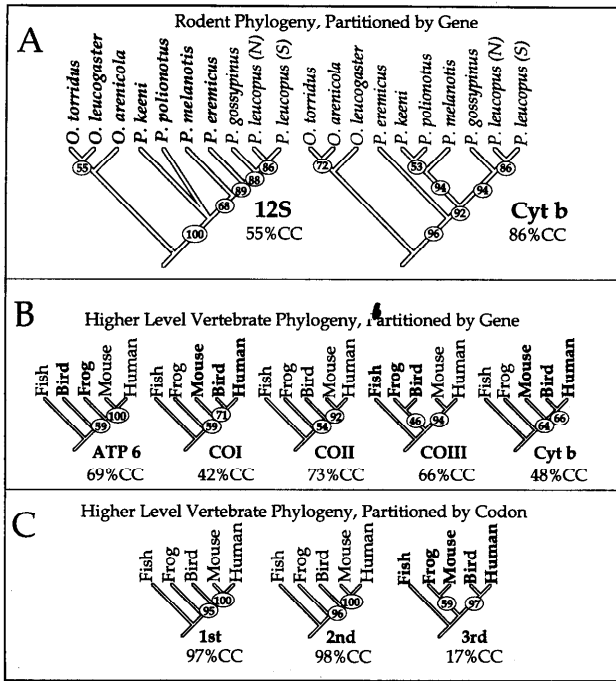 A
Rodent Phylogeny, Partitioned by Gene
O. torridus
O. leucogaster
O. arenicola
P. keeni
P. polionotus
P. melanotis
P. eremicus
P. gossypinus
P. leucopus (N)
P. leucopus (S)
55
86
88
89
68
100
12S
55%CC
O. torridus
O. arenicola
O. leucogaster
P. eremicus
P. keeni
P. polionotus
P. melanotis
P. gossypinus
P. leucopus (N)
P. leucopus (S)
72
53
86
94
94
92
96
Cyt b
86%CC
B
Higher Level Vertebrate Phylogeny, Partitioned by Gene
Fish
Bird
Frog
Mouse
Human
100
59
ATP 6
69%CC
Fish
Frog
Mouse
Bird
Human
71
59
COI
42%CC
Fish
Frog
Bird
Mouse
Human
92
54
COII
73%CC
Fish
Frog
Bird
Mouse
Human
46
94
COIII
66%CC
Fish
Frog
Mouse
Bird
Human
66
64
Cyt b
48%CC
C
Higher Level Vertebrate Phylogeny, Partitioned by Codon
Fish
Frog
Bird
Mouse
Human
100
95
1st
97%CC
Fish
Frog
Bird
Mouse
Human
100
96
2nd
98%CC
Fish
Frog
Mouse
Bird
Human
59
97
3rd
17%CC